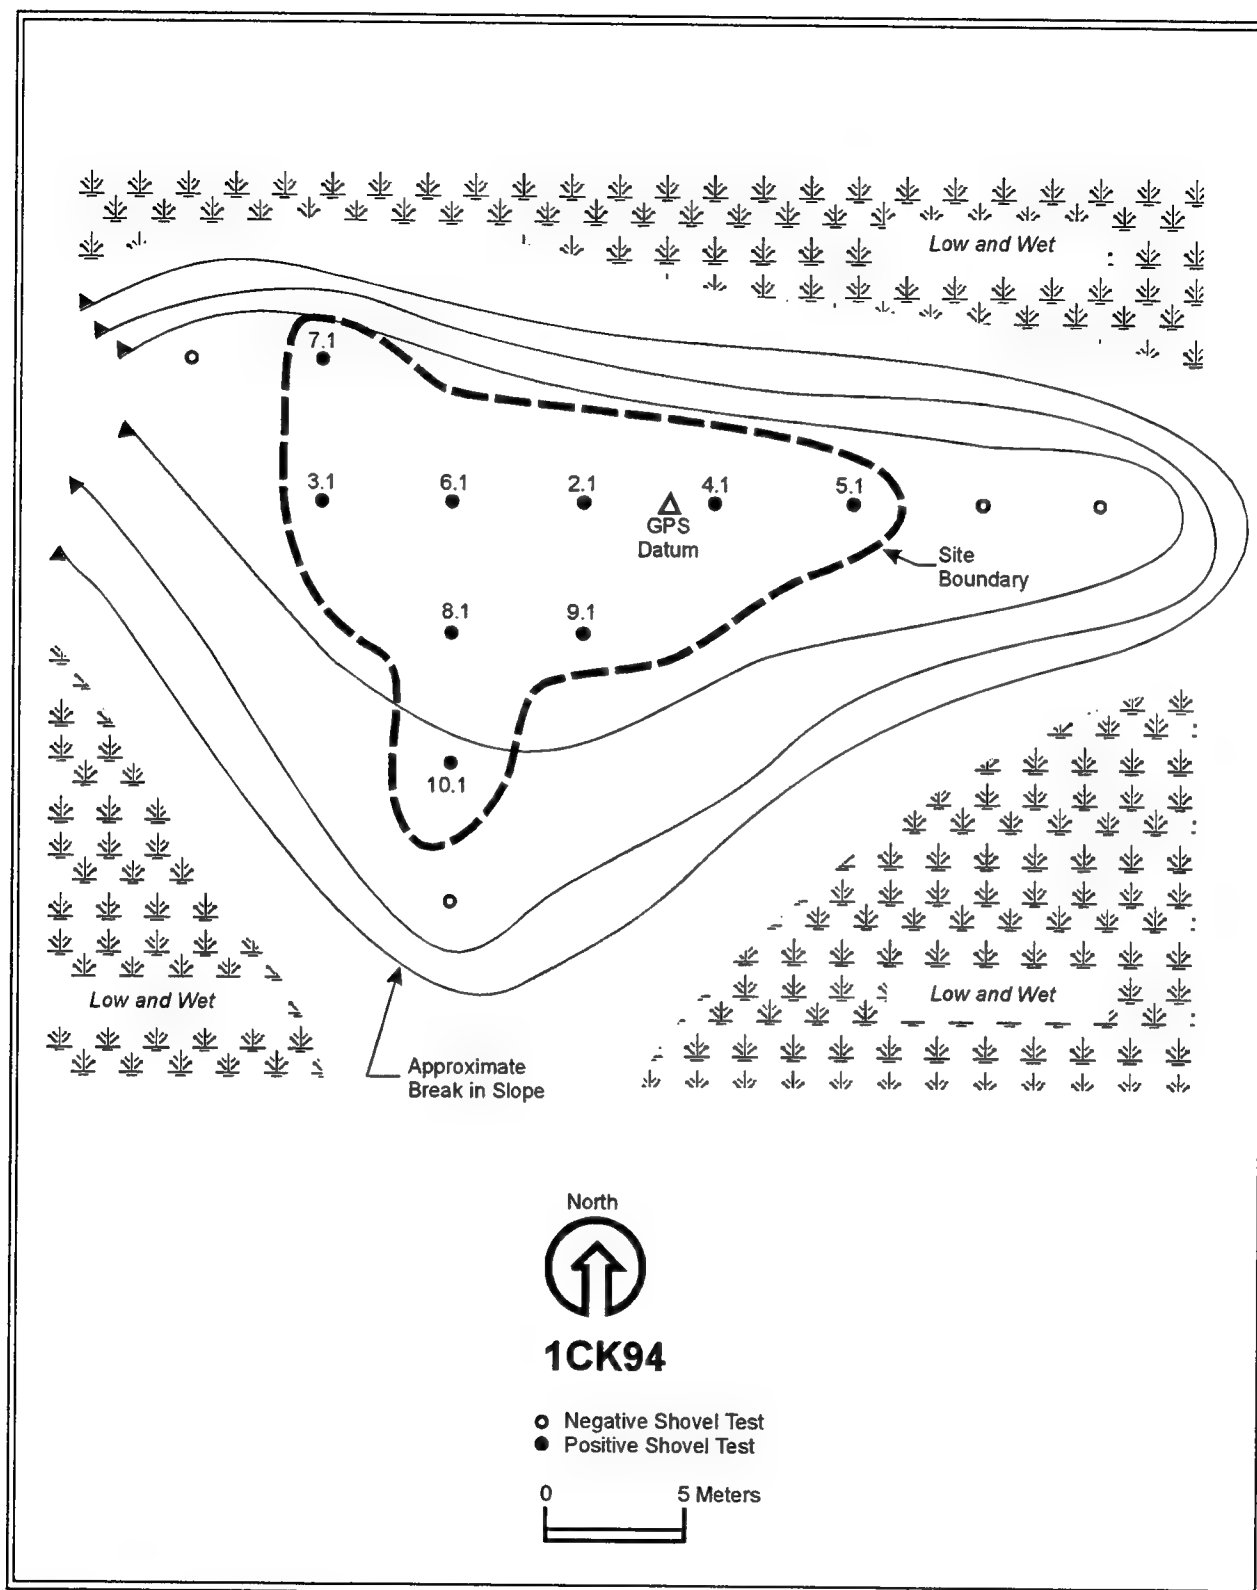 Low and Wet
7.1
3.1
6.1
2.1
4.1
5.1
GPS
Datum
Site
Boundary
8.1
9.1
10.1
Low and Wet
Low and Wet
Approximate
Break in Slope
North
1CK94
Negative Shovel Test
Positive Shovel Test
0 5 Meters